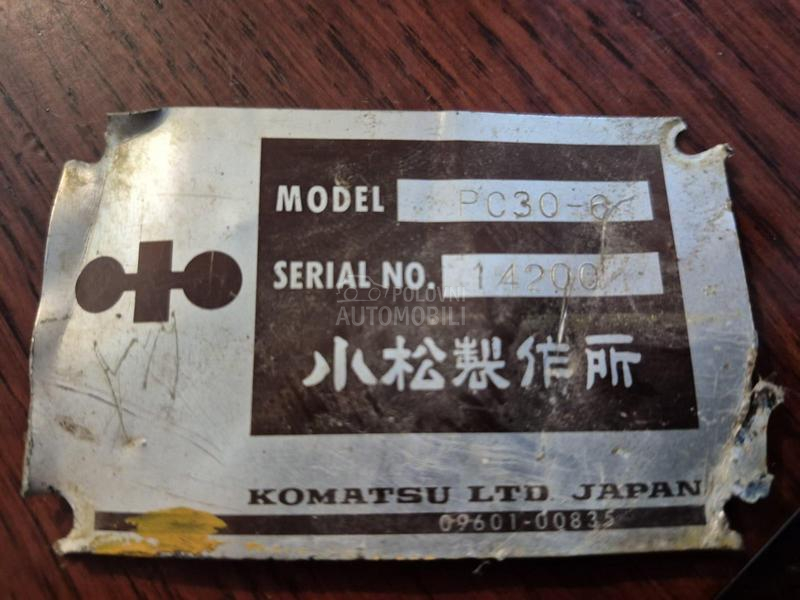 MODEL PC30-6
SERIAL NO. 14200
POLOVNI
AUTOMOBILI
小松製作所
KOMATSU LTD. JAPAN
09601-00835